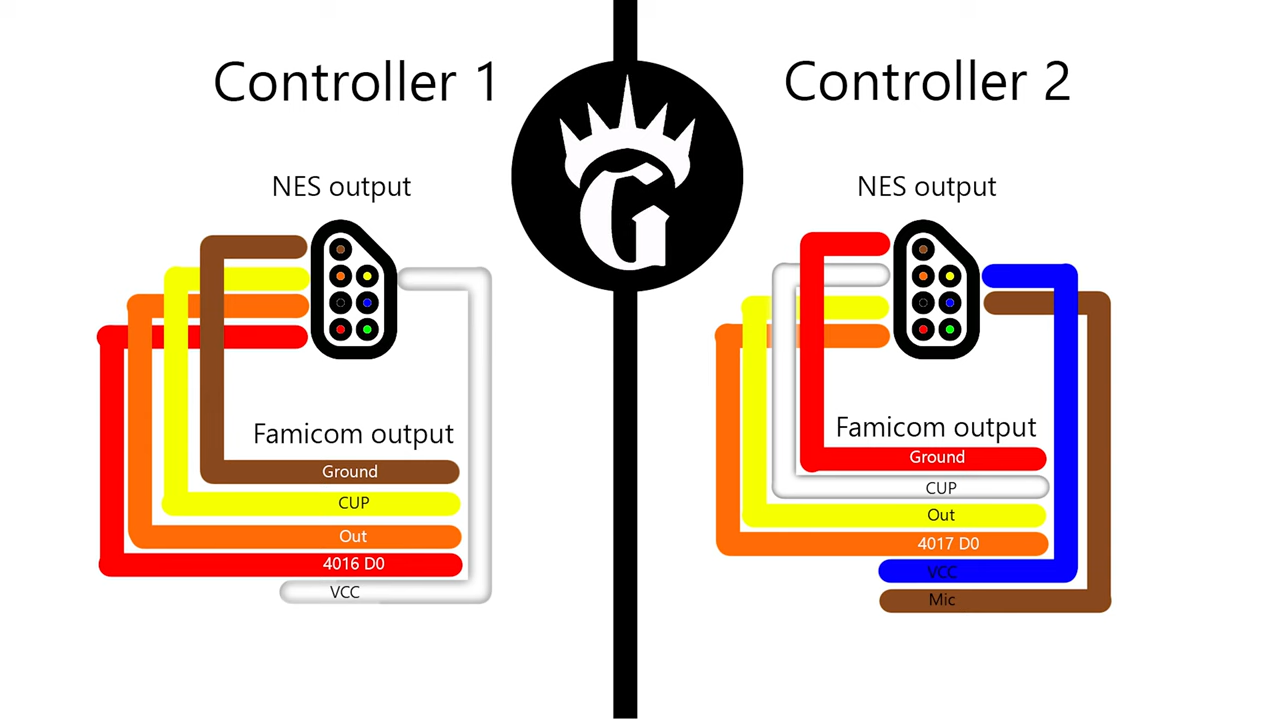 Controller 1
NES output
Famicom output
Ground
CUP
Out
4016 D0
VCC
G
Controller 2
NES output
Famicom output
Ground
CUP
Out
4017 D0
VCC
Mic